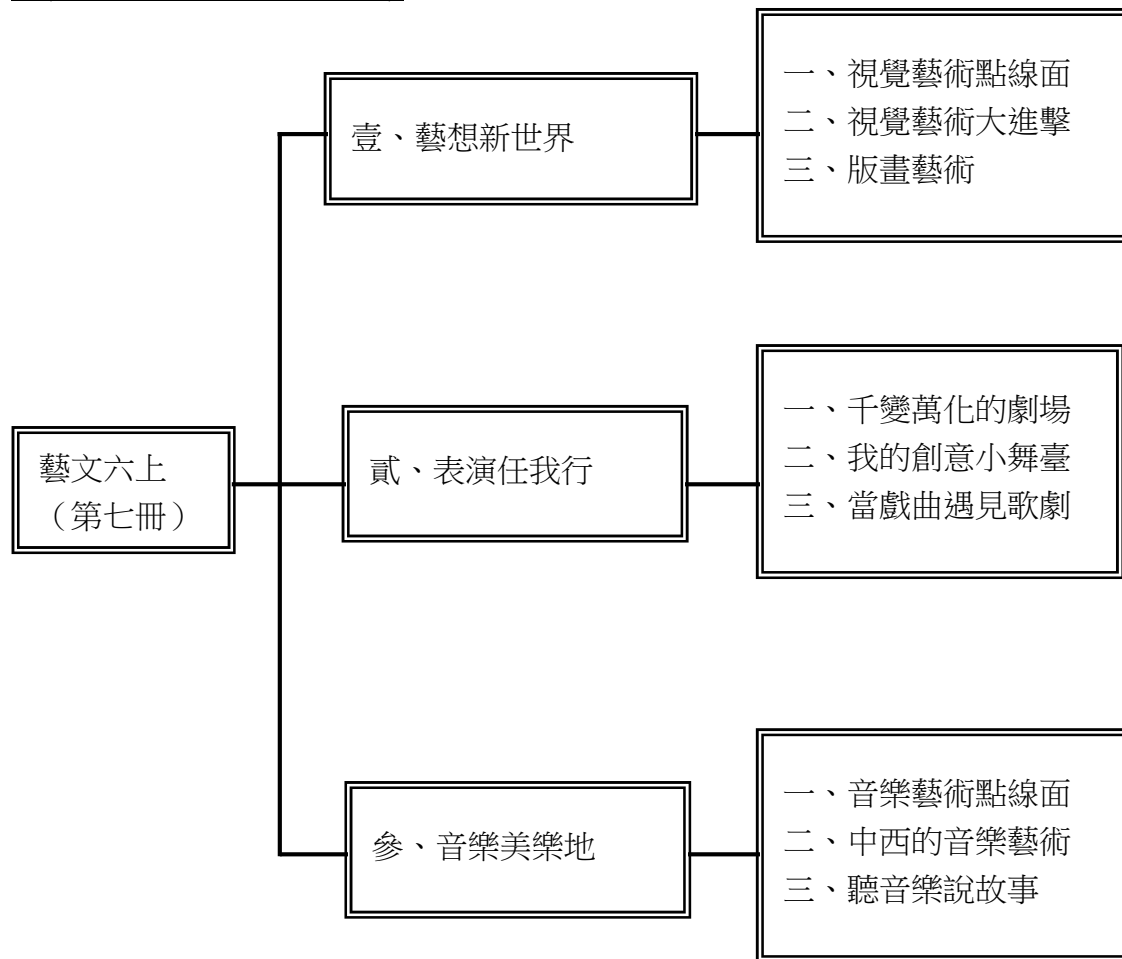 藝文六上
（第七冊）
壹、藝想新世界
一、視覺藝術點線面
二、視覺藝術大進擊
三、版畫藝術
貳、表演任我行
一、千變萬化的劇場
二、我的創意小舞臺
三、當戲曲遇見歌劇
參、音樂美樂地
一、音樂藝術點線面
二、中西的音樂藝術
三、聽音樂說故事